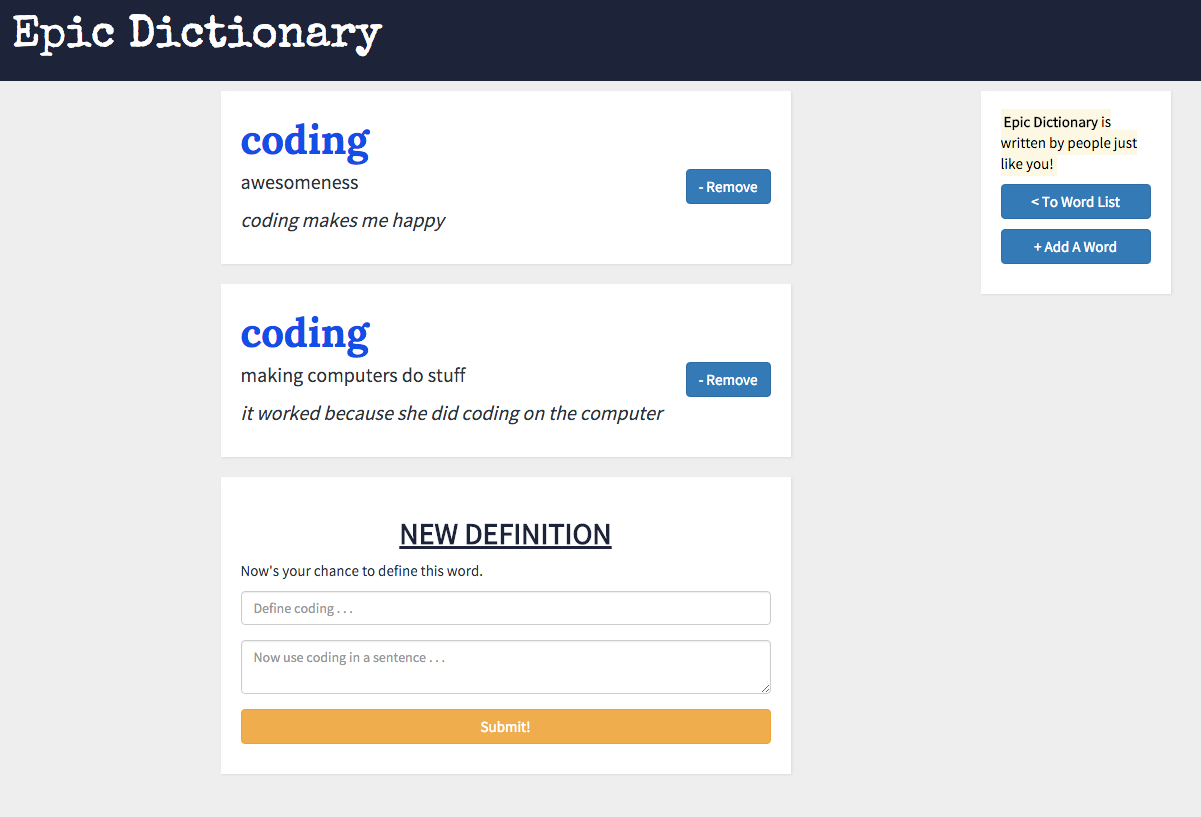 Epic Dictionary
coding
awesomeness
- Remove
coding makes me happy
coding
making computers do stuff
- Remove
it worked because she did coding on the computer
NEW DEFINITION
Now's your chance to define this word.
Define coding . . .
Now use coding in a sentence . . .
Submit!
Epic Dictionary is
written by people just
like you!
< To Word List
+ Add A Word